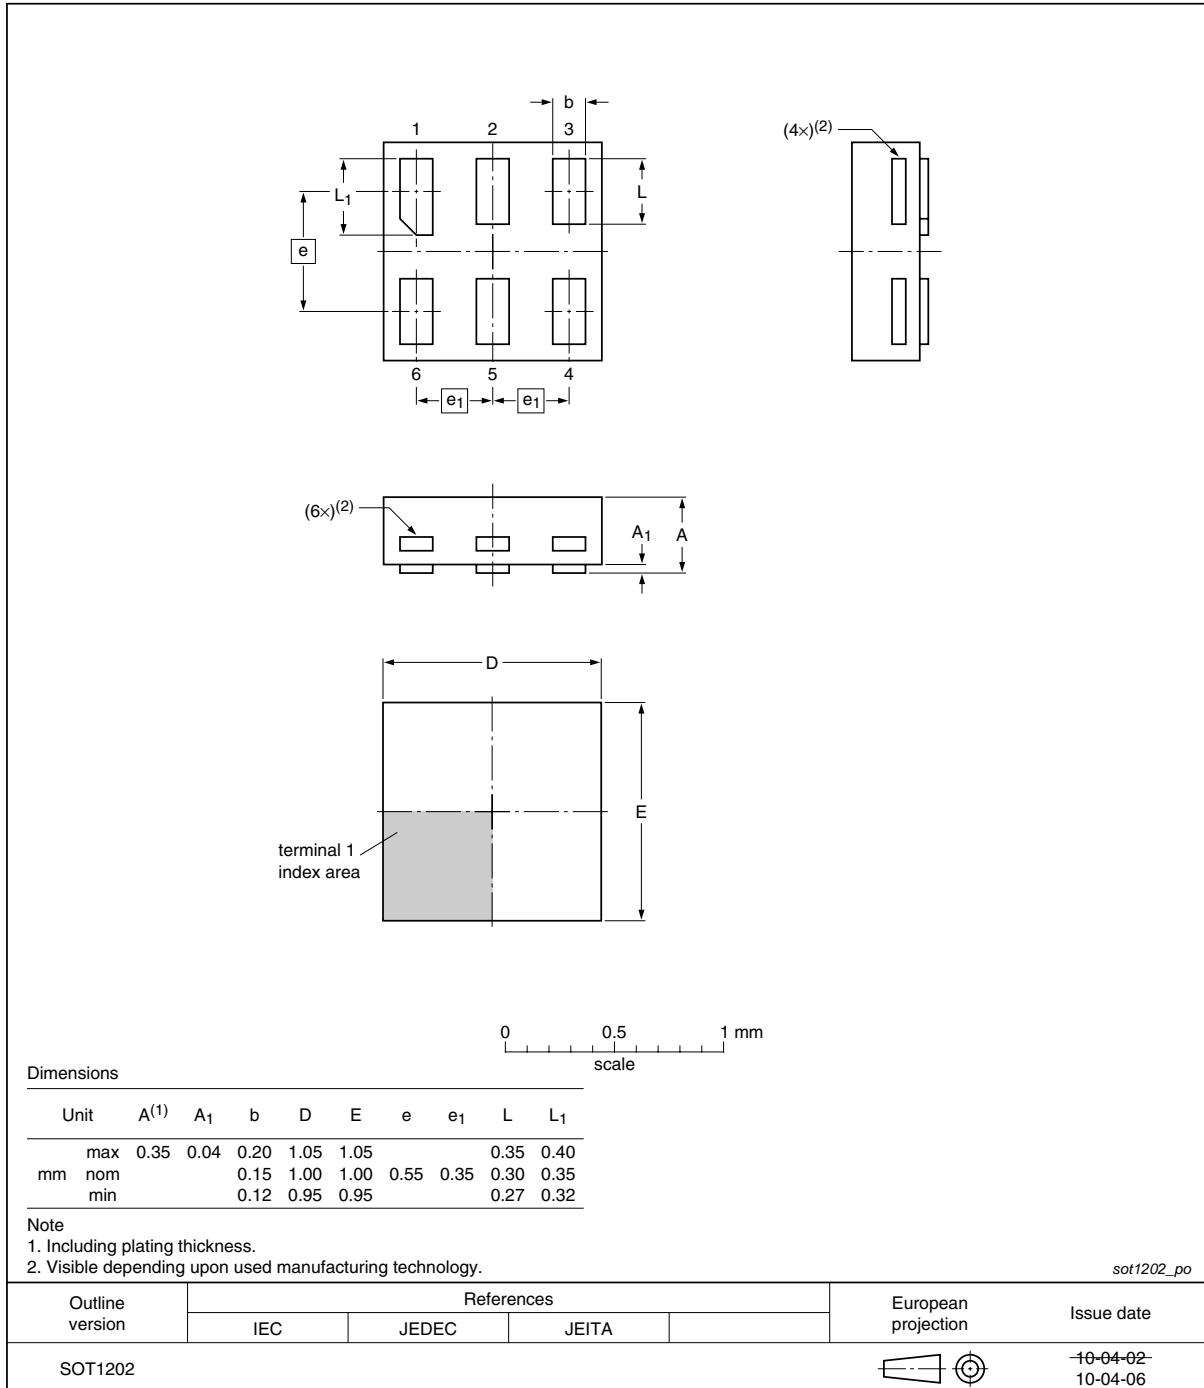 b
1 2 3
(4×)(2)
L1
L
e
6 5 4
e1 e1
(6×)(2)
A1
A
D
E
terminal 1
index area
0 0.5 1 mm
scale
Dimensions
Unit A(1) A1 b D E e e1 L L1
max 0.35 0.04 0.20 1.05 1.05 0.35 0.40
mm nom 0.15 1.00 1.00 0.55 0.35 0.30 0.35
min 0.12 0.95 0.95 0.27 0.32
Note
1. Including plating thickness.
2. Visible depending upon used manufacturing technology.
sot1202_po
Outline
version
References
IEC JEDEC JEITA
European
projection
Issue date
SOT1202
10-04-02
10-04-06